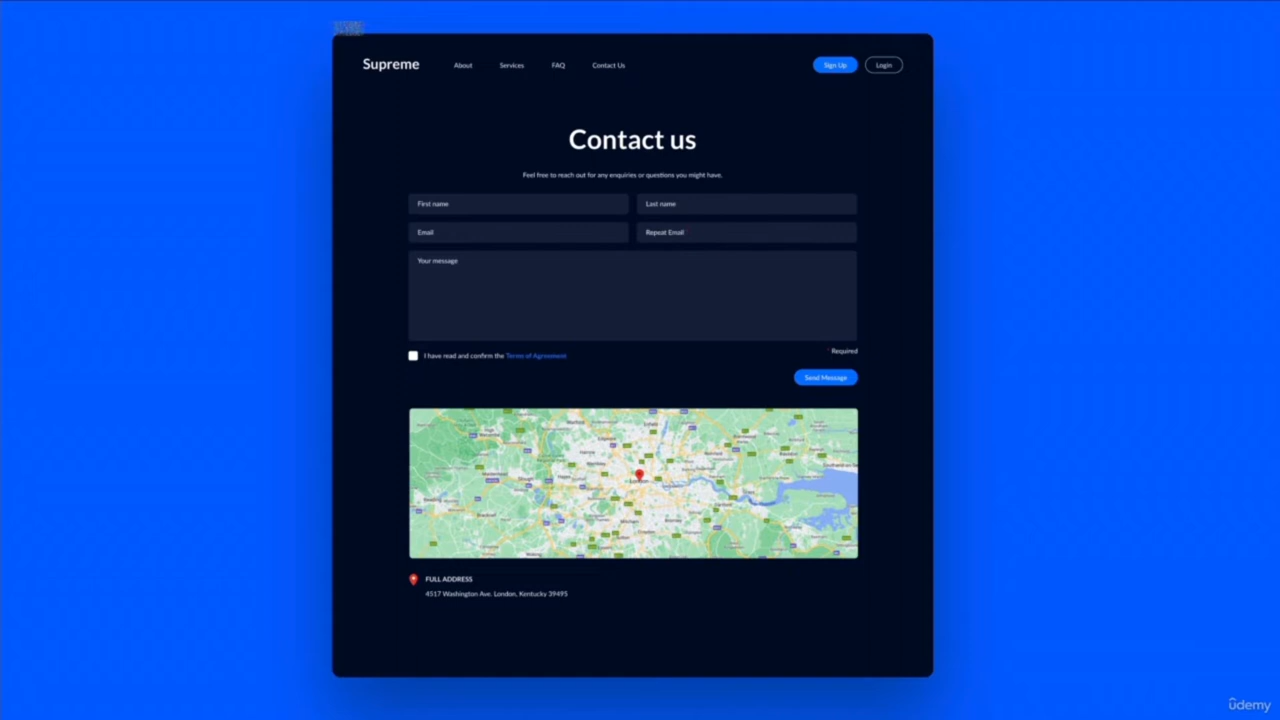 Supreme About Services FAQ Contact Us Sign Up Login
Contact us
Feel free to reach out for any enquiries or questions you might have.
First name Last name
Email Repeat Email
Your message
I have read and confirm the Terms of Agreement * Required
Send Message
London
FULL ADDRESS
4517 Washington Ave. London, Kentucky 39495
ûdemy